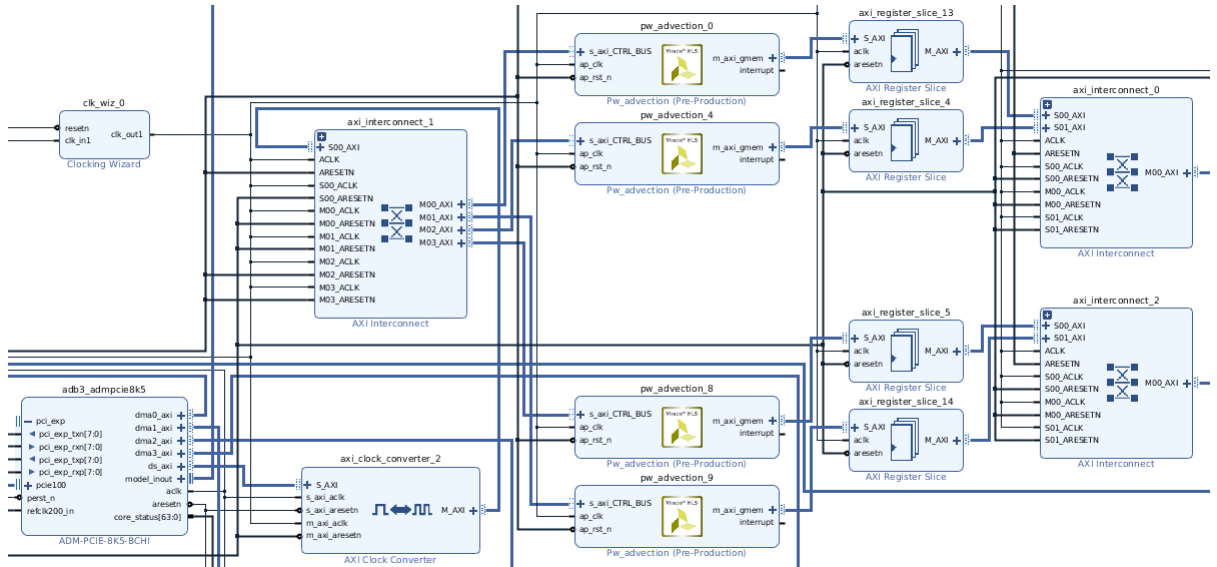 clk_wiz_0
resetn
clk_in1
clk_out1
Clocking Wizard
axi_interconnect_1
S00_AXI
ACLK
ARESETN
S00_ACLK
S00_ARESETN
M00_ACLK
M00_ARESETN
M01_ACLK
M01_ARESETN
M02_ACLK
M02_ARESETN
M03_ACLK
M03_ARESETN
M00_AXI
M01_AXI
M02_AXI
M03_AXI
AXI Interconnect
adb3_admpcie8k5
pci_exp
pci_exp_txn[7:0]
pci_exp_rxn[7:0]
pci_exp_txp[7:0]
pci_exp_rxp[7:0]
pcie100
perst_n
refclk200_in
dma0_axi
dma1_axi
dma2_axi
dma3_axi
ds_axi
model_inout
aclk
aresetn
core_status[63:0]
ADM-PCIE-8K5-BCHI
axi_clock_converter_2
S_AXI
s_axi_aclk
s_axi_aresetn
m_axi_aclk
m_axi_aresetn
M_AXI
AXI Clock Converter
pw_advection_0
s_axi_CTRL_BUS
ap_clk
ap_rst_n
Vivado® HLS
m_axi_gmem
interrupt
Pw_advection (Pre-Production)
pw_advection_4
s_axi_CTRL_BUS
ap_clk
ap_rst_n
Vivado® HLS
m_axi_gmem
interrupt
Pw_advection (Pre-Production)
pw_advection_8
s_axi_CTRL_BUS
ap_clk
ap_rst_n
Vivado® HLS
m_axi_gmem
interrupt
Pw_advection (Pre-Production)
pw_advection_9
s_axi_CTRL_BUS
ap_clk
ap_rst_n
Vivado® HLS
m_axi_gmem
interrupt
Pw_advection (Pre-Production)
axi_register_slice_13
S_AXI
aclk
aresetn
M_AXI
AXI Register Slice
axi_register_slice_4
S_AXI
aclk
aresetn
M_AXI
AXI Register Slice
axi_register_slice_5
S_AXI
aclk
aresetn
M_AXI
AXI Register Slice
axi_register_slice_14
S_AXI
aclk
aresetn
M_AXI
AXI Register Slice
axi_interconnect_0
S00_AXI
S01_AXI
ACLK
ARESETN
S00_ACLK
S00_ARESETN
M00_ACLK
M00_ARESETN
S01_ACLK
S01_ARESETN
M00_AXI
AXI Interconnect
axi_interconnect_2
S00_AXI
S01_AXI
ACLK
ARESETN
S00_ACLK
S00_ARESETN
M00_ACLK
M00_ARESETN
S01_ACLK
S01_ARESETN
M00_AXI
AXI Interconnect